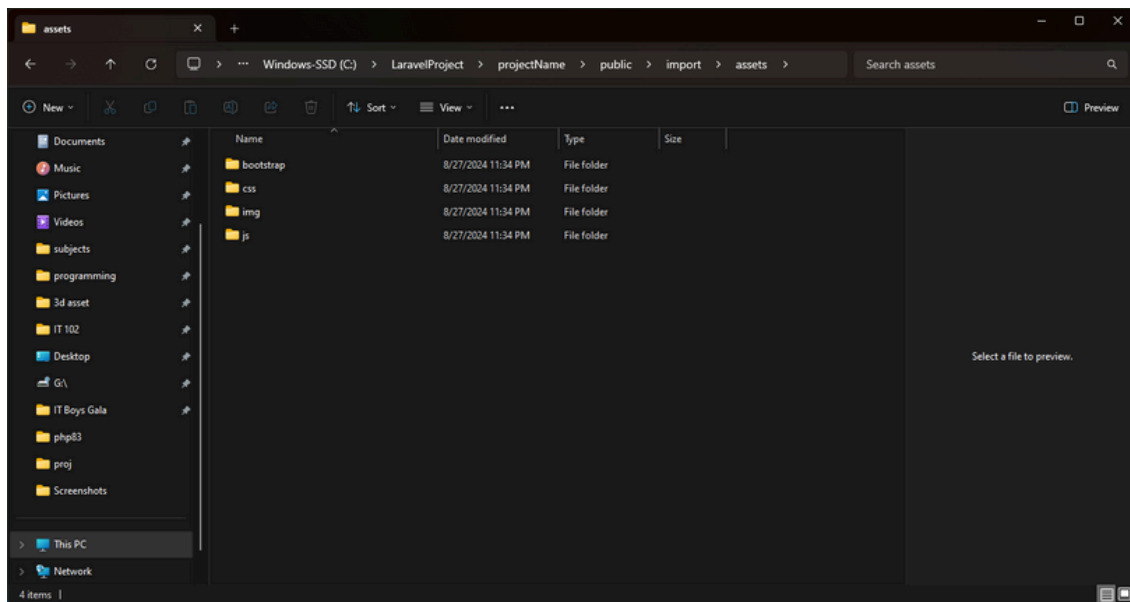 assets
Windows-SSD (C:) > LaravelProject > projectName > public > import > assets >
Search assets
New
Sort
View
Preview
Documents
Music
Pictures
Videos
subjects
programming
3d asset
IT 102
Desktop
G:\
IT Boys Gala
php83
proj
Screenshots
This PC
Network
Name Date modified Type Size
bootstrap 8/27/2024 11:34 PM File folder
css 8/27/2024 11:34 PM File folder
img 8/27/2024 11:34 PM File folder
js 8/27/2024 11:34 PM File folder
Select a file to preview.
4 items